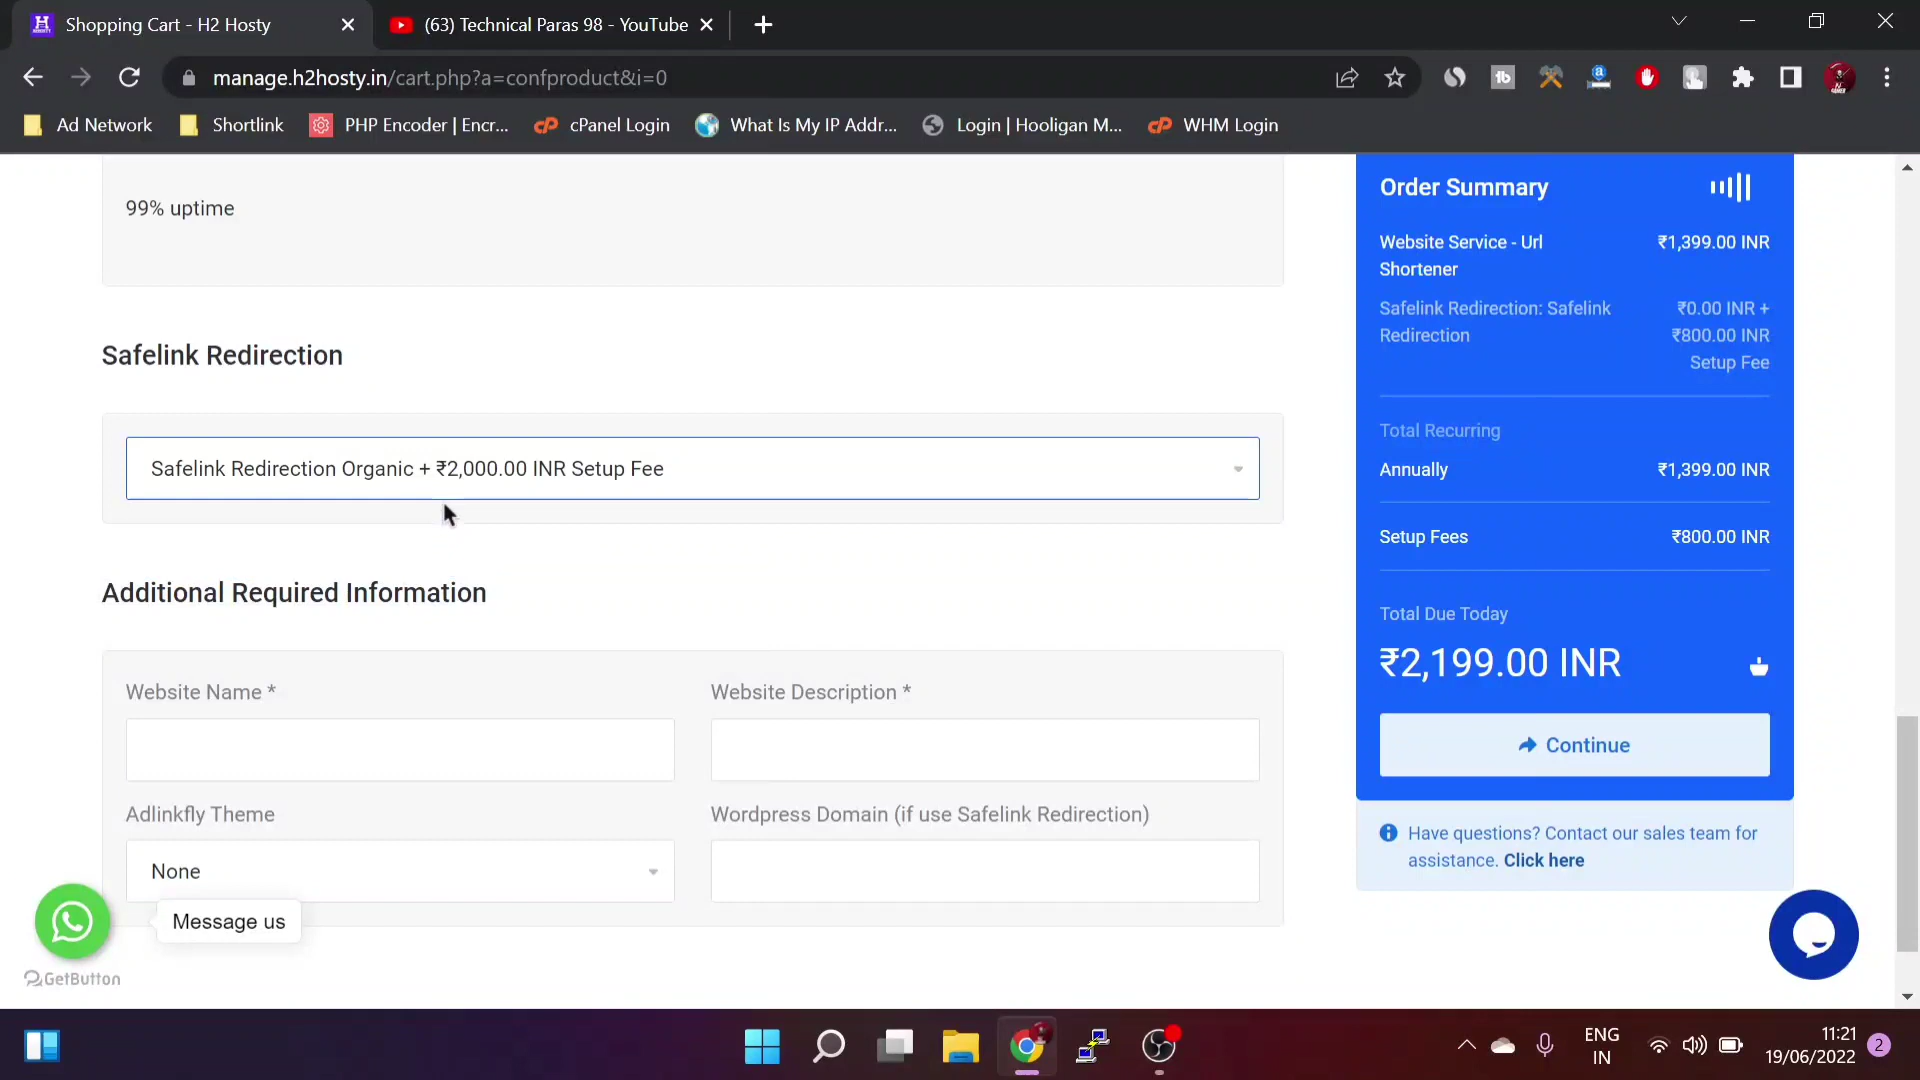 Shopping Cart - H2 Hosty
(63) Technical Paras 98 - YouTube
manage.h2hosty.in/cart.php?a=confproduct&i=0
Ad Network
Shortlink
PHP Encoder | Encr...
cPanel Login
What Is My IP Addr...
Login | Hooligan M...
WHM Login
99% uptime
Safelink Redirection
Safelink Redirection Organic + ₹2,000.00 INR Setup Fee
Additional Required Information
Website Name *
Website Description *
Adlinkfly Theme
Wordpress Domain (if use Safelink Redirection)
None
Message us
GetButton
Order Summary
Website Service - Url ₹1,399.00 INR
Shortener
Safelink Redirection: Safelink ₹0.00 INR +
Redirection ₹800.00 INR
Setup Fee
Total Recurring
Annually ₹1,399.00 INR
Setup Fees ₹800.00 INR
Total Due Today
₹2,199.00 INR
Continue
Have questions? Contact our sales team for
assistance. Click here
ENG
IN
11:21
19/06/2022
2